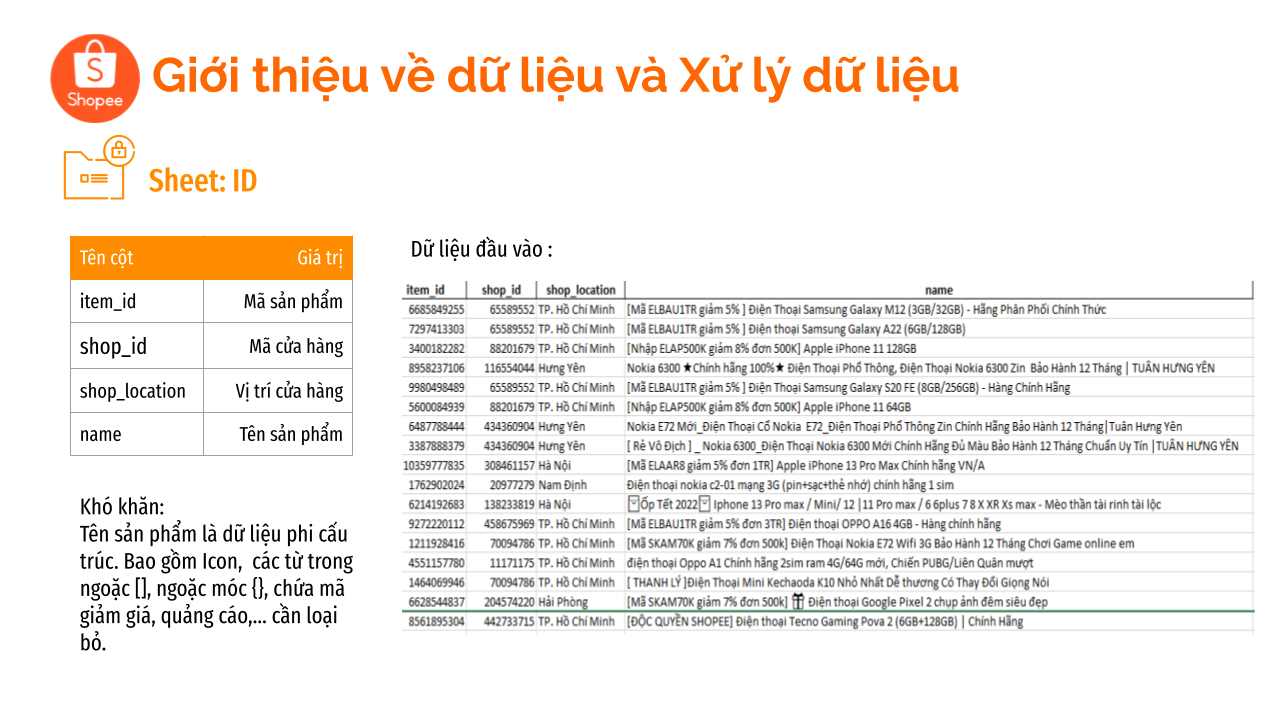 S
Shopee
Giới thiệu về dữ liệu và Xử lý dữ liệu
Sheet: ID
Tên cột Giá trị
item_id Mã sản phẩm
shop_id Mã cửa hàng
shop_location Vị trí cửa hàng
name Tên sản phẩm
Khó khăn:
Tên sản phẩm là dữ liệu phi cấu
trúc. Bao gồm Icon, các từ trong
ngoặc [], ngoặc móc {}, chứa mã
giảm giá, quảng cáo,... cần loại
bỏ.
Dữ liệu đầu vào :
item_id shop_id shop_location name
6685849255 65589552 TP. Hồ Chí Minh [Mã ELBAU1TR giảm 5% ] Điện Thoại Samsung Galaxy M12 (3GB/32GB) - Hãng Phân Phối Chính Thức
7297413303 65589552 TP. Hồ Chí Minh [Mã ELBAU1TR giảm 5% ] Điện thoại Samsung Galaxy A22 (6GB/128GB)
3400182282 88201679 TP. Hồ Chí Minh [Nhập ELAP500K giảm 8% đơn 500K] Apple iPhone 11 128GB
8958237106 116554044 Hưng Yên Nokia 6300 ★Chính hãng 100%★ Điện Thoại Phổ Thông, Điện Thoại Nokia 6300 Zin Bảo Hành 12 Tháng | TUÂN HƯNG YÊN
9980498489 65589552 TP. Hồ Chí Minh [Mã ELBAU1TR giảm 5% ] Điện Thoại Samsung Galaxy S20 FE (8GB/256GB) - Hàng Chính Hãng
5600084939 88201679 TP. Hồ Chí Minh [Nhập ELAP500K giảm 8% đơn 500K] Apple iPhone 11 64GB
6487788444 434360904 Hưng Yên Nokia E72 Mới_Điện Thoại Cổ Nokia E72_Điện Thoại Phổ Thông Zin Chính Hãng Bảo Hành 12 Tháng|Tuân Hưng Yên
3387888379 434360904 Hưng Yên [ Rẻ Vô Địch ] _ Nokia 6300_Điện Thoại Nokia 6300 Mới Chính Hãng Đủ Màu Bảo Hành 12 Tháng Chuẩn Uy Tín |TUÂN HƯNG YÊN
10359777835 308461157 Hà Nội [Mã ELAAR8 giảm 5% đơn 1TR] Apple iPhone 13 Pro Max Chính hãng VN/A
1762902024 20977279 Nam Định Điện thoại nokia c2-01 mạng 3G (pin+sạc+thẻ nhớ) chính hãng 1 sim
6214192683 138233819 Hà Nội Ốp Tết 2022 Iphone 13 Pro max / Mini/ 12 |11 Pro max / 6 6plus 7 8 X XR Xs max - Mèo thần tài rinh tài lộc
9272220112 458675969 TP. Hồ Chí Minh [Mã ELBAU1TR giảm 5% đơn 3TR] Điện thoại OPPO A16 4GB - Hàng chính hãng
1211928416 70094786 TP. Hồ Chí Minh [Mã SKAM70K giảm 7% đơn 500k] Điện Thoại Nokia E72 Wifi 3G Bảo Hành 12 Tháng Chơi Game online em
4551157780 11171175 TP. Hồ Chí Minh điện thoại Oppo A1 Chính hãng 2sim ram 4G/64G mới, Chiến PUBG/Liên Quân mượt
1464069946 70094786 TP. Hồ Chí Minh [ THANH LÝ ]Điện Thoại Mini Kechaoda K10 Nhỏ Nhất Dễ thương Có Thay Đổi Giọng Nói
6628544837 204574220 Hải Phòng [Mã SKAM70K giảm 7% đơn 500k] 🎁 Điện thoại Google Pixel 2 chụp ảnh đêm siêu đẹp
8561895304 442733715 TP. Hồ Chí Minh [ĐỘC QUYỀN SHOPEE] Điện thoại Tecno Gaming Pova 2 (6GB+128GB) | Chính Hãng